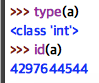 >>> type(a)
<class 'int'>
>>> id(a)
4297644544